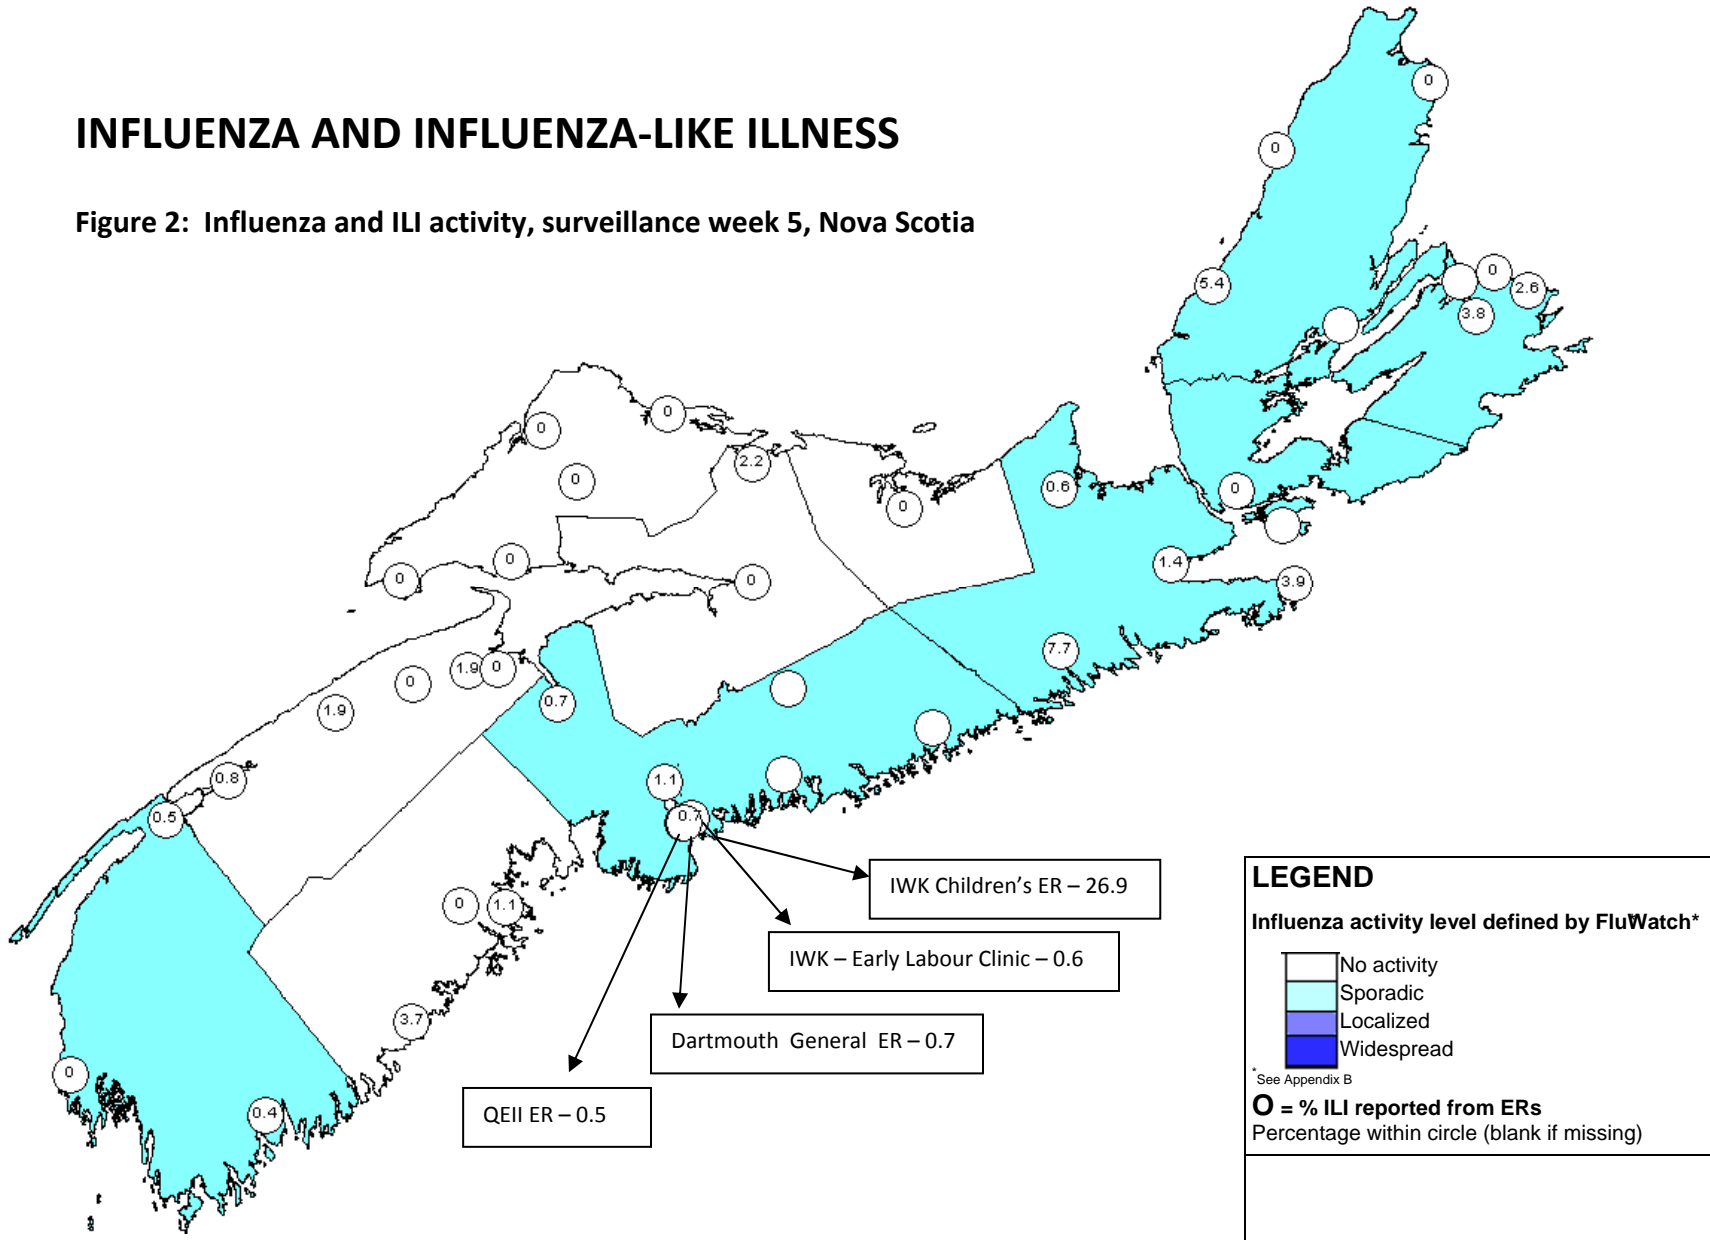 INFLUENZA AND INFLUENZA-LIKE ILLNESS
Figure 2:  Influenza and ILI activity, surveillance week 5, Nova Scotia
0
0
5.4
0
2.6
3.8
0
0
2.2
0
0
0.6
0
0
0
0
1.4
3.9
7.7
1.9
0
0
1.9
0.7
0.8
0.5
1.1
0.7
0
1.1
3.7
0
0.4
IWK Children’s ER – 26.9
IWK – Early Labour Clinic – 0.6
Dartmouth  General  ER – 0.7
QEII ER – 0.5
LEGEND
Influenza activity level defined by FluWatch*
No activity
Sporadic
Localized
Widespread
*See Appendix B
O = % ILI reported from ERs
Percentage within circle (blank if missing)